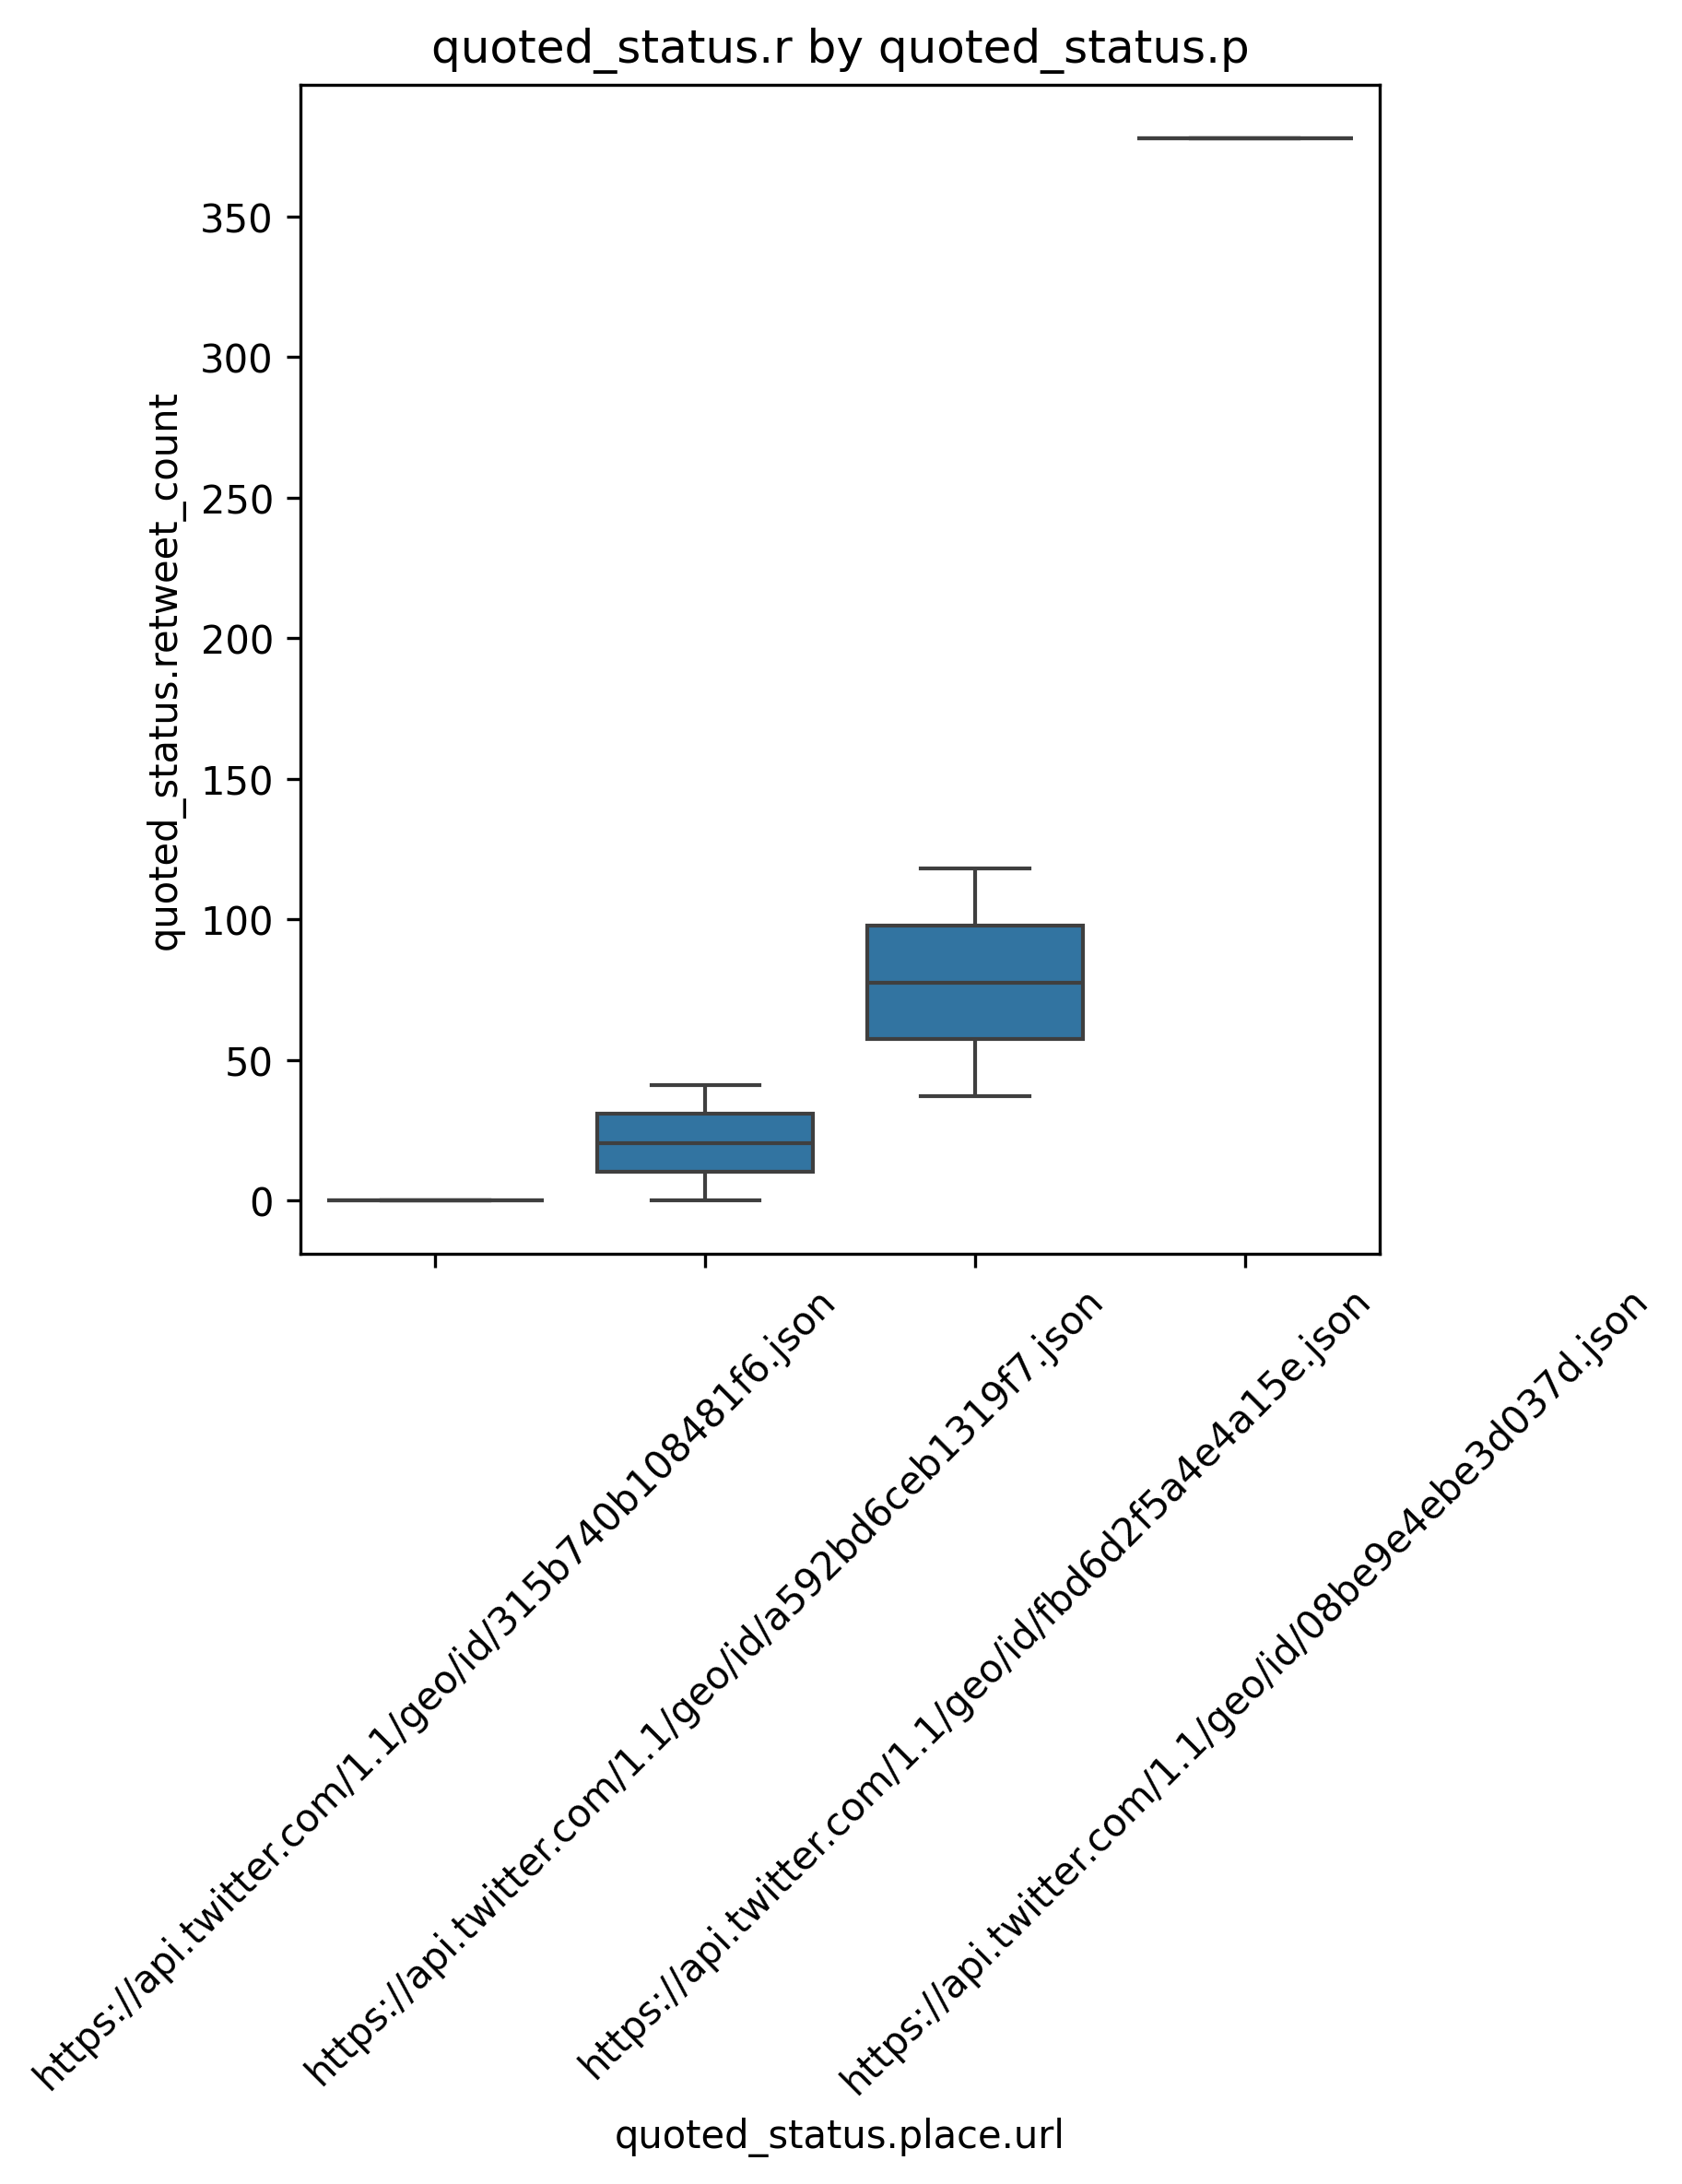 quoted_status.r by quoted_status.p
quoted_status.retweet_count
350
300
250
200
150
100
50
0
https://api.twitter.com/1.1/geo/id/315b740b108481f6.json
https://api.twitter.com/1.1/geo/id/a592bd6ceb1319f7.json
https://api.twitter.com/1.1/geo/id/fbd6d2f5a4e4a15e.json
https://api.twitter.com/1.1/geo/id/08be9e4ebe3d037d.json
quoted_status.place.url